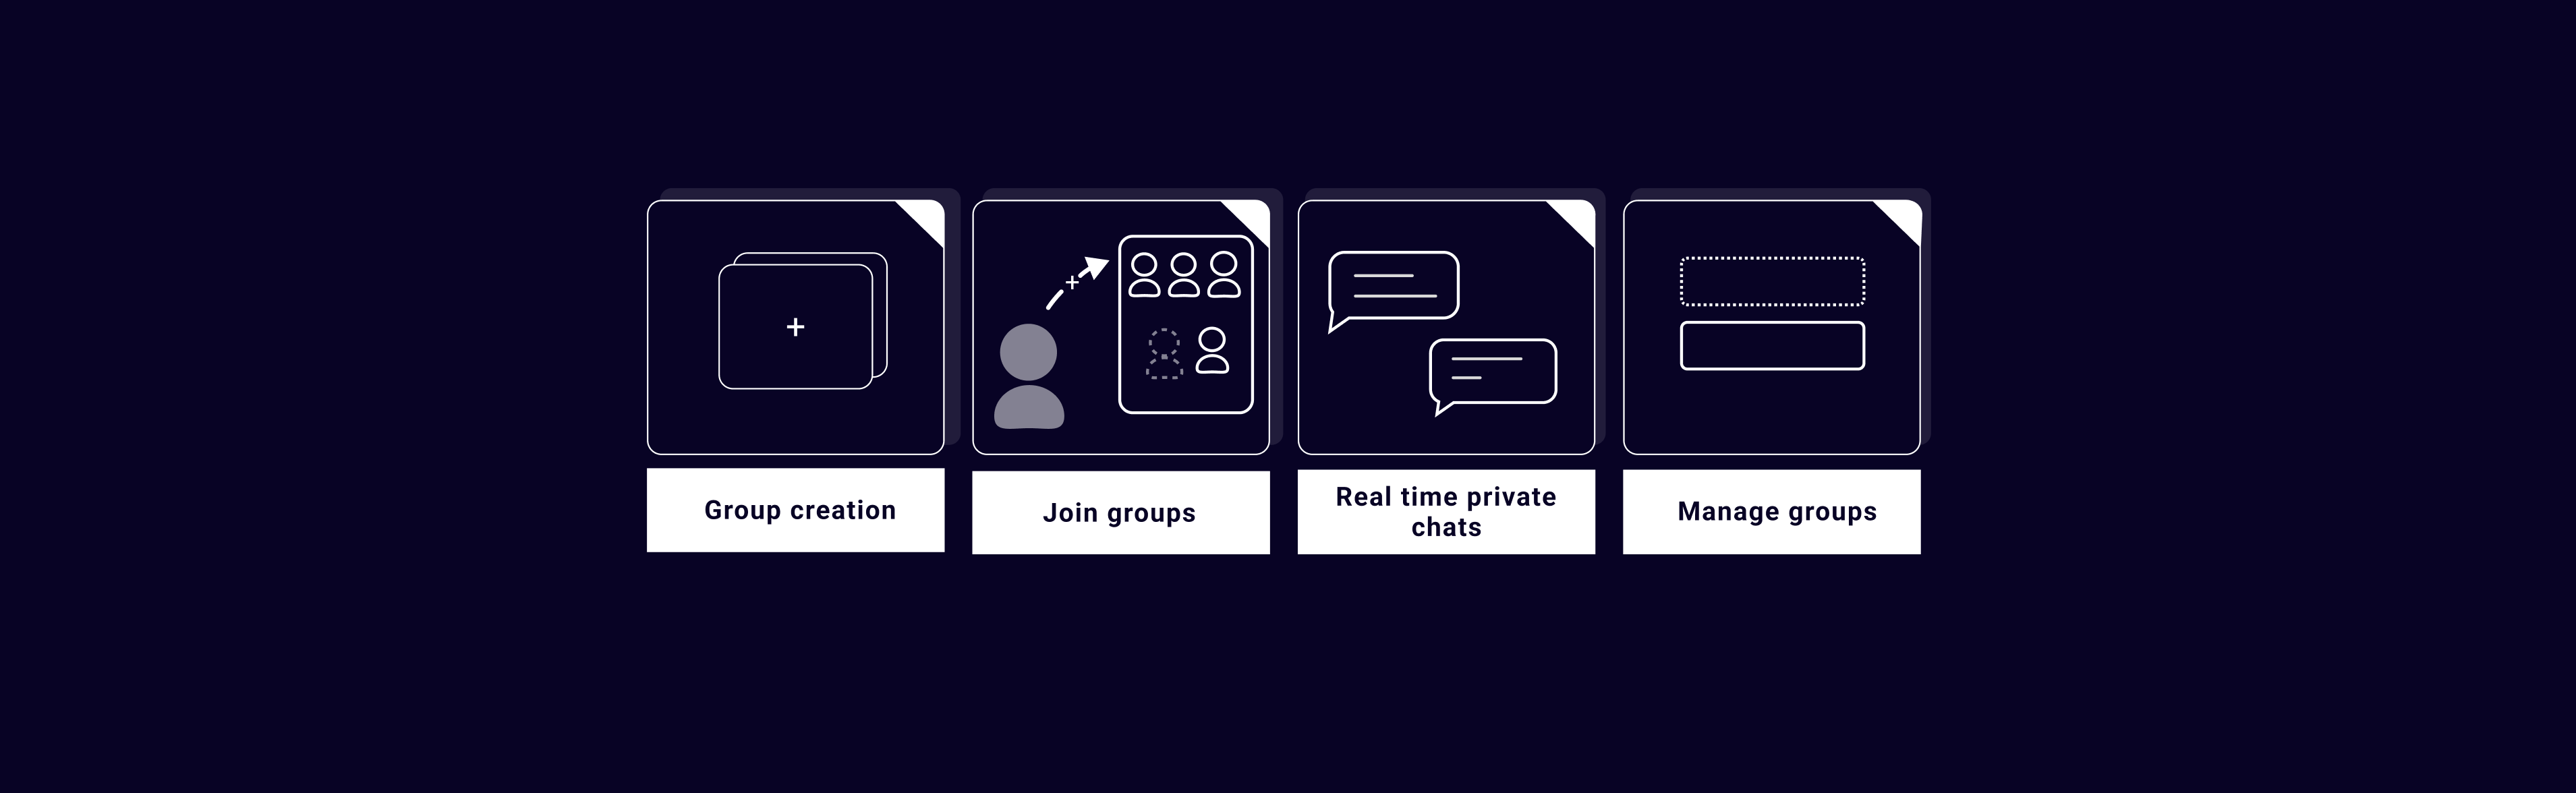 Group creation
Join groups
Real time private
chats
Manage groups